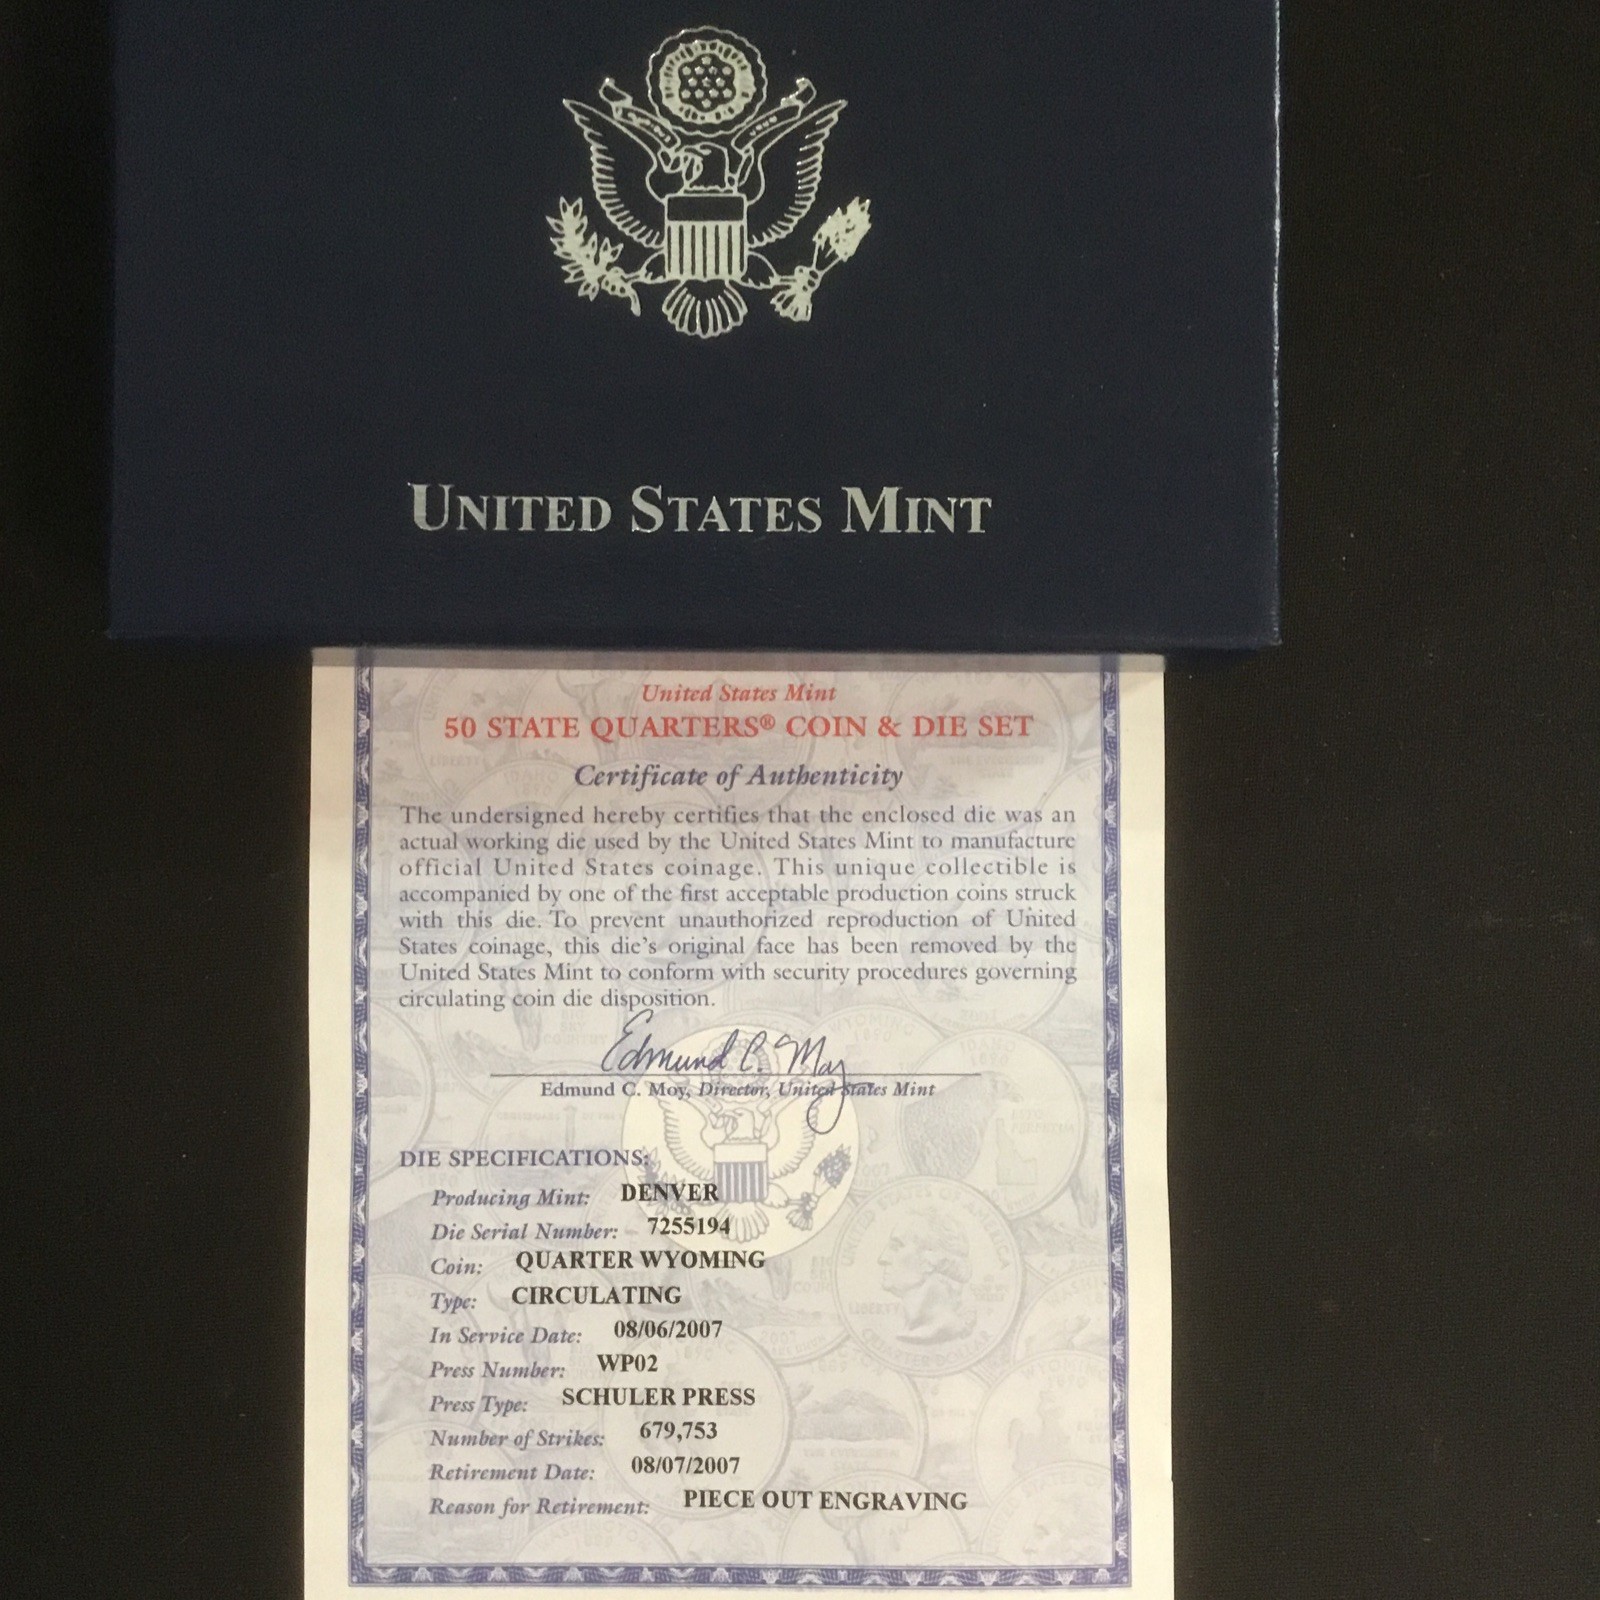 UNITED STATES MINT
United States Mint
50 STATE QUARTERS® COIN & DIE SET
Certificate of Authenticity
The undersigned hereby certifies that the enclosed die was an
actual working die used by the United States Mint to manufacture
official United States coinage. This unique collectible is
accompanied by one of the first acceptable production coins struck
with this die. To prevent unauthorized reproduction of United
States coinage, this die's original face has been removed by the
United States Mint to conform with security procedures governing
circulating coin die disposition.
Edmund C. Moy
Edmund C. Moy, Director, United States Mint
DIE SPECIFICATIONS:
Producing Mint: DENVER
Die Serial Number: 7255194
Coin: QUARTER WYOMING
Type: CIRCULATING
In Service Date: 08/06/2007
Press Number: WP02
Press Type: SCHULER PRESS
Number of Strikes: 679,753
Retirement Date: 08/07/2007
Reason for Retirement: PIECE OUT ENGRAVING
LIBERTY